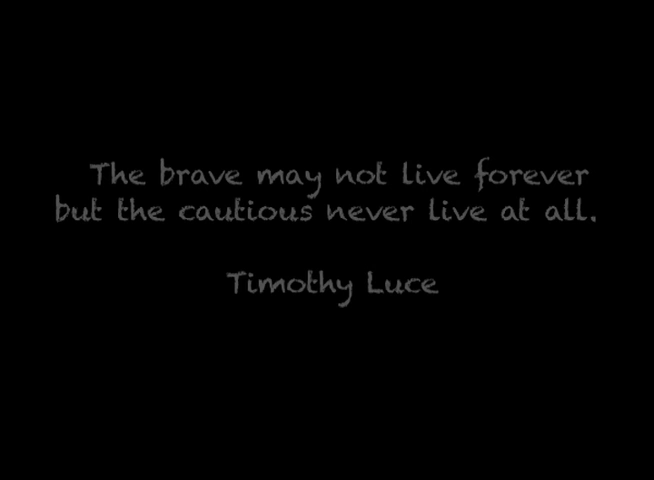 The brave may not live forever
but the cautious never live at all.
Timothy Luce